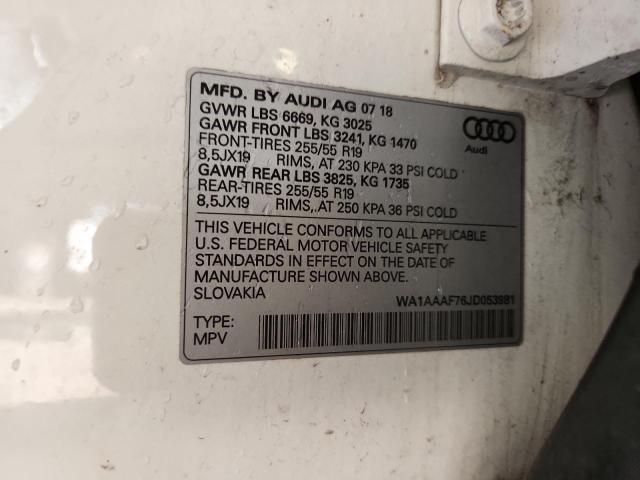 MFD. BY AUDI AG 07 18
GVWR LBS 6669, KG 3025
GAWR FRONT LBS 3241, KG 1470
FRONT-TIRES 255/55 R19
8,5JX19 RIMS, AT 230 KPA 33 PSI COLD
GAWR REAR LBS 3825, KG 1735
REAR-TIRES 255/55 R19
8,5JX19 RIMS, AT 250 KPA 36 PSI COLD
Audi
THIS VEHICLE CONFORMS TO ALL APPLICABLE
U.S. FEDERAL MOTOR VEHICLE SAFETY
STANDARDS IN EFFECT ON THE DATE OF
MANUFACTURE SHOWN ABOVE.
SLOVAKIA WA1AAAF76JD053981
TYPE:
MPV